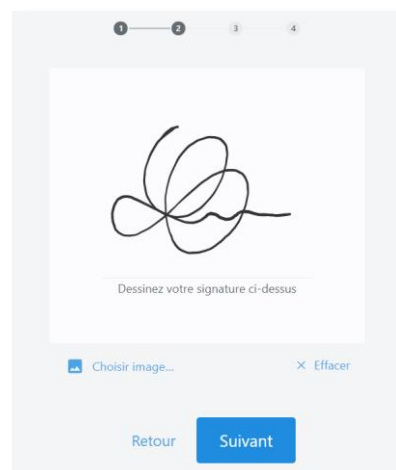 1 2 3 4
Dessinez votre signature ci-dessus
Choisir image... × Effacer
Retour Suivant